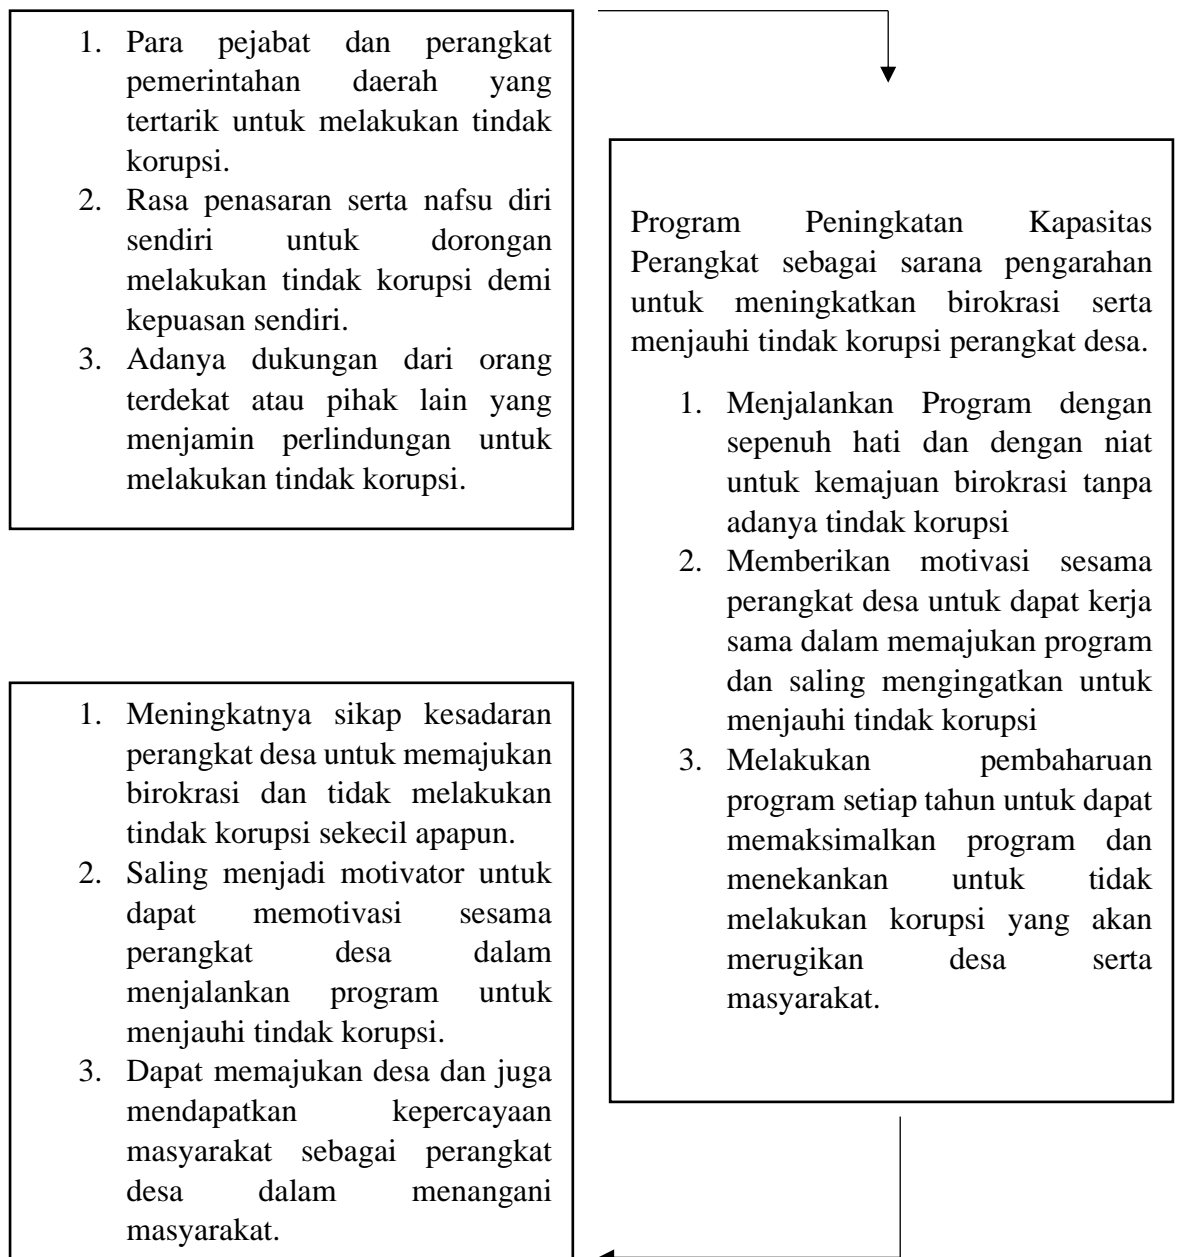 1. Para pejabat dan perangkat
pemerintahan daerah yang
tertarik untuk melakukan tindak
korupsi.
2. Rasa penasaran serta nafsu diri
sendiri untuk dorongan
melakukan tindak korupsi demi
kepuasan sendiri.
3. Adanya dukungan dari orang
terdekat atau pihak lain yang
menjamin perlindungan untuk
melakukan tindak korupsi.
Program Peningkatan Kapasitas
Perangkat sebagai sarana pengarahan
untuk meningkatkan birokrasi serta
menjauhi tindak korupsi perangkat desa.
1. Menjalankan Program dengan
sepenuh hati dan dengan niat
untuk kemajuan birokrasi tanpa
adanya tindak korupsi
2. Memberikan motivasi sesama
perangkat desa untuk dapat kerja
sama dalam memajukan program
dan saling mengingatkan untuk
menjauhi tindak korupsi
3. Melakukan pembaharuan
program setiap tahun untuk dapat
memaksimalkan program dan
menekankan untuk tidak
melakukan korupsi yang akan
merugikan desa serta
masyarakat.
1. Meningkatnya sikap kesadaran
perangkat desa untuk memajukan
birokrasi dan tidak melakukan
tindak korupsi sekecil apapun.
2. Saling menjadi motivator untuk
dapat memotivasi sesama
perangkat desa dalam
menjalankan program untuk
menjauhi tindak korupsi.
3. Dapat memajukan desa dan juga
mendapatkan kepercayaan
masyarakat sebagai perangkat
desa dalam menangani
masyarakat.